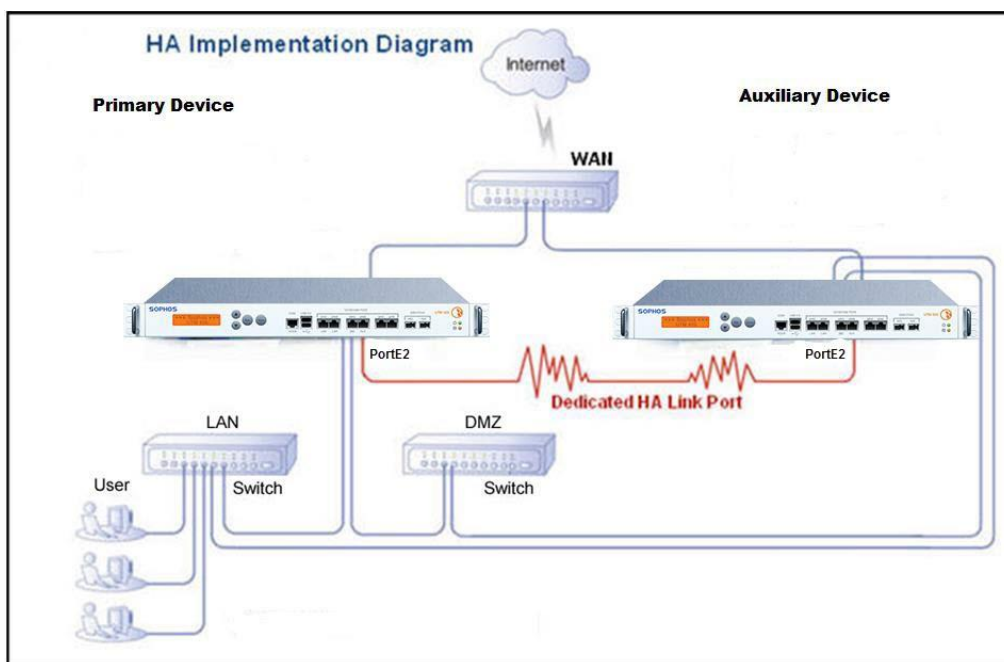 HA Implementation Diagram
Internet
Primary Device
Auxiliary Device
WAN
SOPHOS
SOPHOS
PortE2
PortE2
Dedicated HA Link Port
LAN
DMZ
User
Switch
Switch